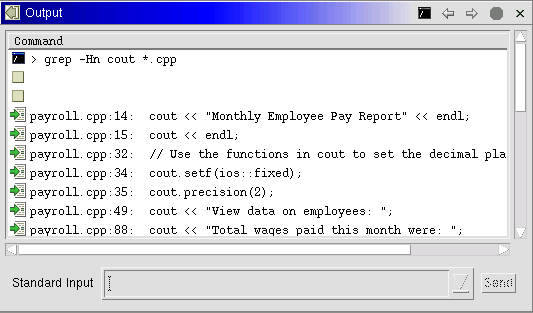 Output
Command
> grep -Hn cout *.cpp
payroll.cpp:14: cout << "Monthly Employee Pay Report" << endl;
payroll.cpp:15: cout << endl;
payroll.cpp:32: // Use the functions in cout to set the decimal pla
payroll.cpp:34: cout.setf(ios::fixed);
payroll.cpp:35: cout.precision(2);
payroll.cpp:49: cout << "View data on employees: ";
payroll.cpp:88: cout << "Total wages paid this month were: ";
Standard Input
Send